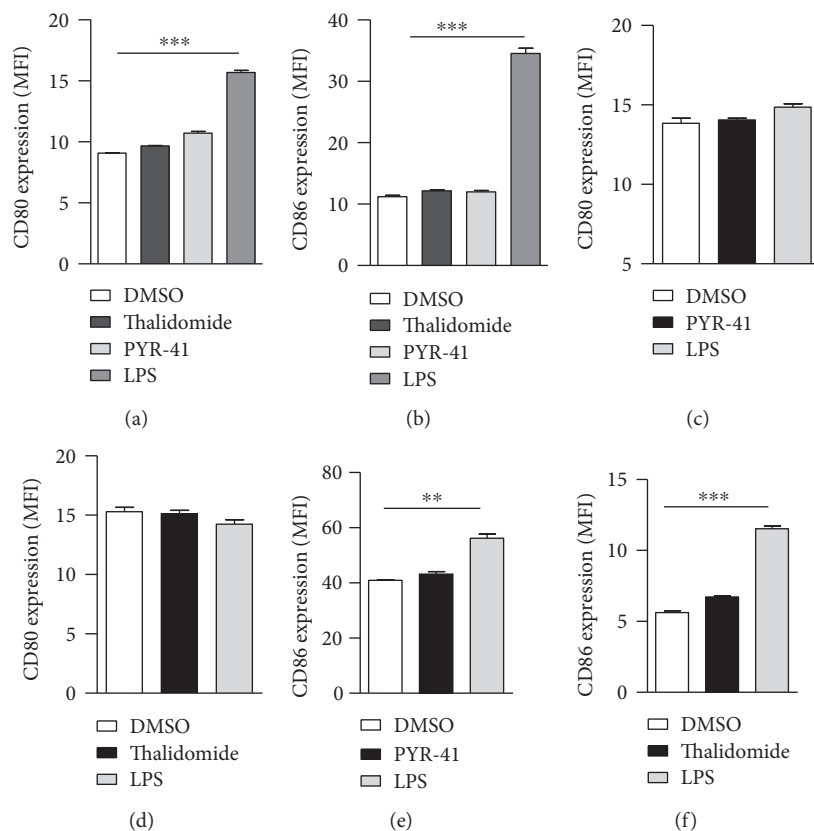 CD80 expression (MFI)
20
15
10
5
0
***
DMSO
Thalidomide
PYR-41
LPS
(a)
CD86 expression (MFI)
40
30
20
10
0
***
DMSO
Thalidomide
PYR-41
LPS
(b)
CD80 expression (MFI)
20
15
10
5
DMSO
PYR-41
LPS
(c)
CD80 expression (MFI)
20
15
10
5
0
DMSO
Thalidomide
LPS
(d)
CD86 expression (MFI)
80
60
40
20
0
**
DMSO
PYR-41
LPS
(e)
CD86 expression (MFI)
15
10
5
0
***
DMSO
Thalidomide
LPS
(f)